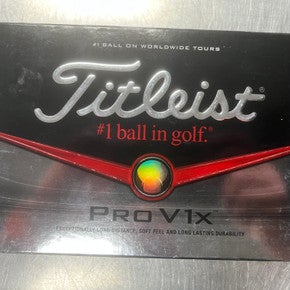 #1 BALL ON WORLDWIDE TOURS
Titleist®
#1 ball in golf.®
PRO V1x
EXCEPTIONALLY LONG DISTANCE, SOFT FEEL AND LONG LASTING DURABILITY